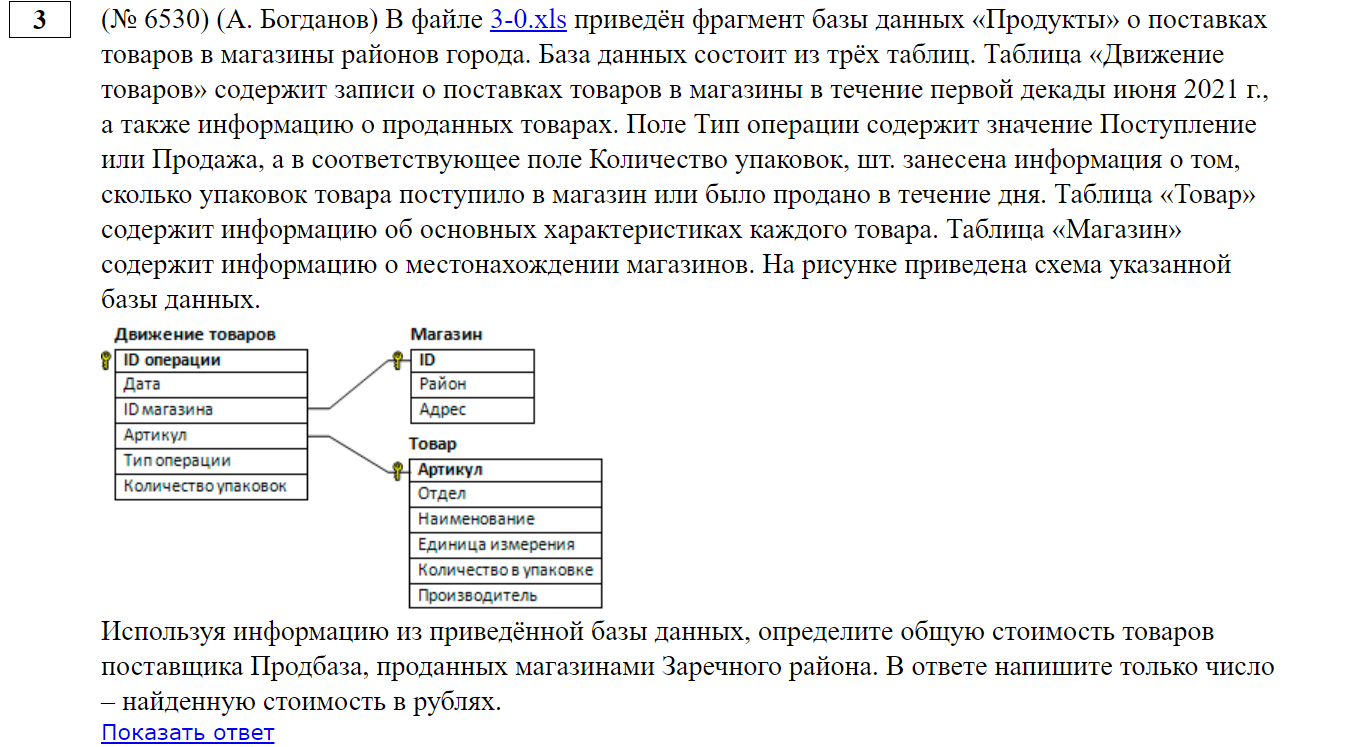 3
(№ 6530) (А. Богданов) В файле 3-0.xls приведён фрагмент базы данных «Продукты» о поставках
товаров в магазины районов города. База данных состоит из трёх таблиц. Таблица «Движение
товаров» содержит записи о поставках товаров в магазины в течение первой декады июня 2021 г.,
а также информацию о проданных товарах. Поле Тип операции содержит значение Поступление
или Продажа, а в соответствующее поле Количество упаковок, шт. занесена информация о том,
сколько упаковок товара поступило в магазин или было продано в течение дня. Таблица «Товар»
содержит информацию об основных характеристиках каждого товара. Таблица «Магазин»
содержит информацию о местонахождении магазинов. На рисунке приведена схема указанной
базы данных.
Движение товаров
ID операции
Дата
ID магазина
Артикул
Тип операции
Количество упаковок
Магазин
ID
Район
Адрес
Товар
Артикул
Отдел
Наименование
Единица измерения
Количество в упаковке
Производитель
Используя информацию из приведённой базы данных, определите общую стоимость товаров
поставщика Продбаза, проданных магазинами Заречного района. В ответе напишите только число
– найденную стоимость в рублях.
Показать ответ